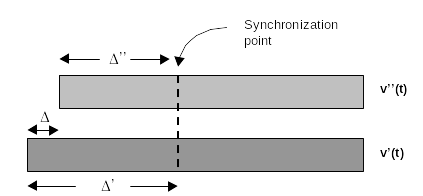 Synchronization
point
Δ''
v''(t)
Δ
v'(t)
Δ'